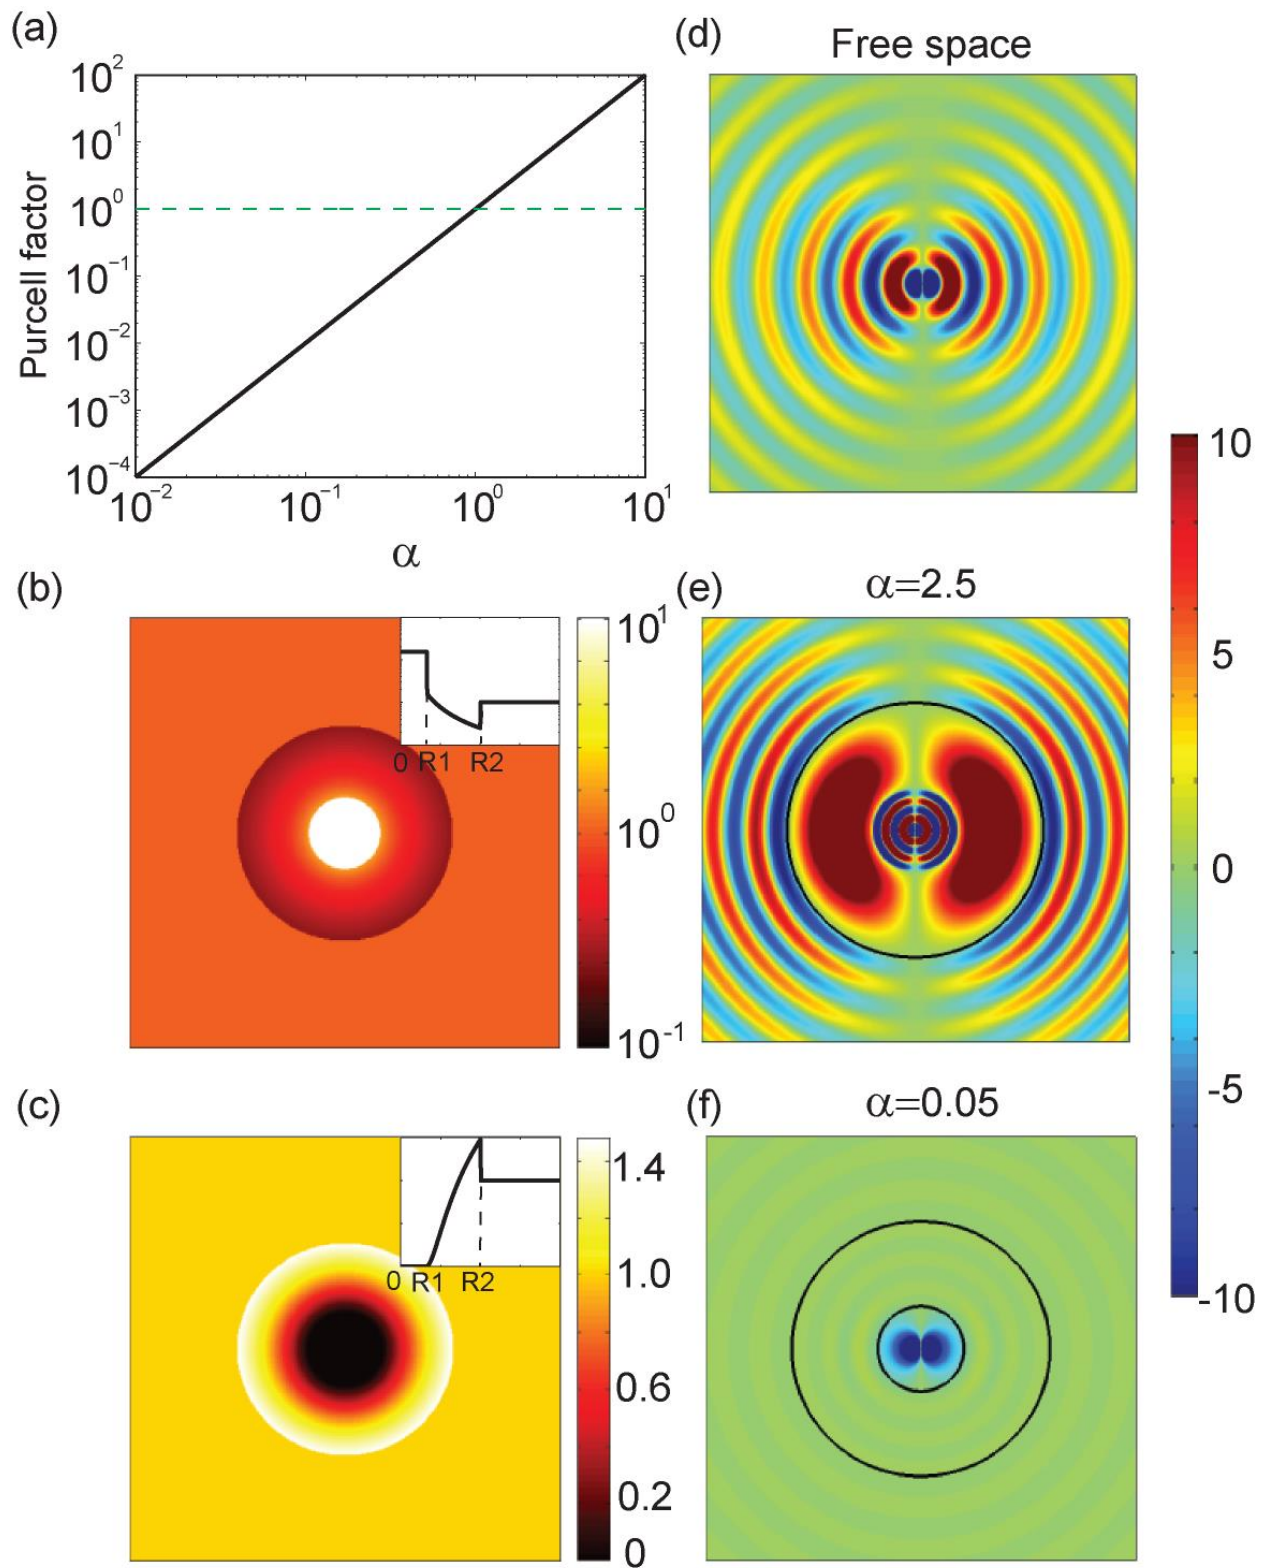 (a)
10^2
10^1
10^0
10^−1
10^−2
10^−3
10^−4
Purcell factor
10^−2 10^−1 10^0 10^1
α
(d)
Free space
(b)
0 R1 R2
10^1
10^0
10^-1
(e)
α=2.5
(c)
0 R1 R2
1.4
1.0
0.6
0.2
0
(f)
α=0.05
10
5
0
-5
-10